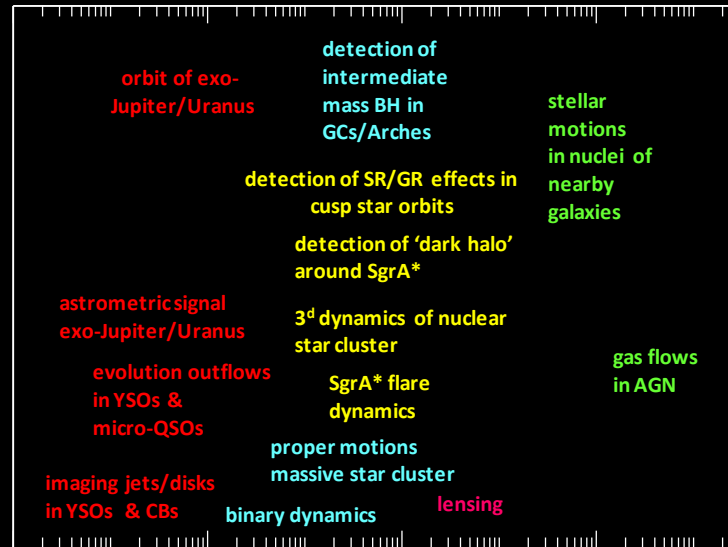 orbit of exo-
Jupiter/Uranus
detection of
intermediate
mass BH in
GCs/Arches
stellar
motions
in nuclei of
nearby
galaxies
detection of SR/GR effects in
cusp star orbits
detection of ‘dark halo’
around SgrA*
astrometric signal
exo-Jupiter/Uranus
3ᵈ dynamics of nuclear
star cluster
gas flows
in AGN
evolution outflows
in YSOs &
micro-QSOs
SgrA* flare
dynamics
proper motions
massive star cluster
imaging jets/disks
in YSOs & CBs
binary dynamics
lensing